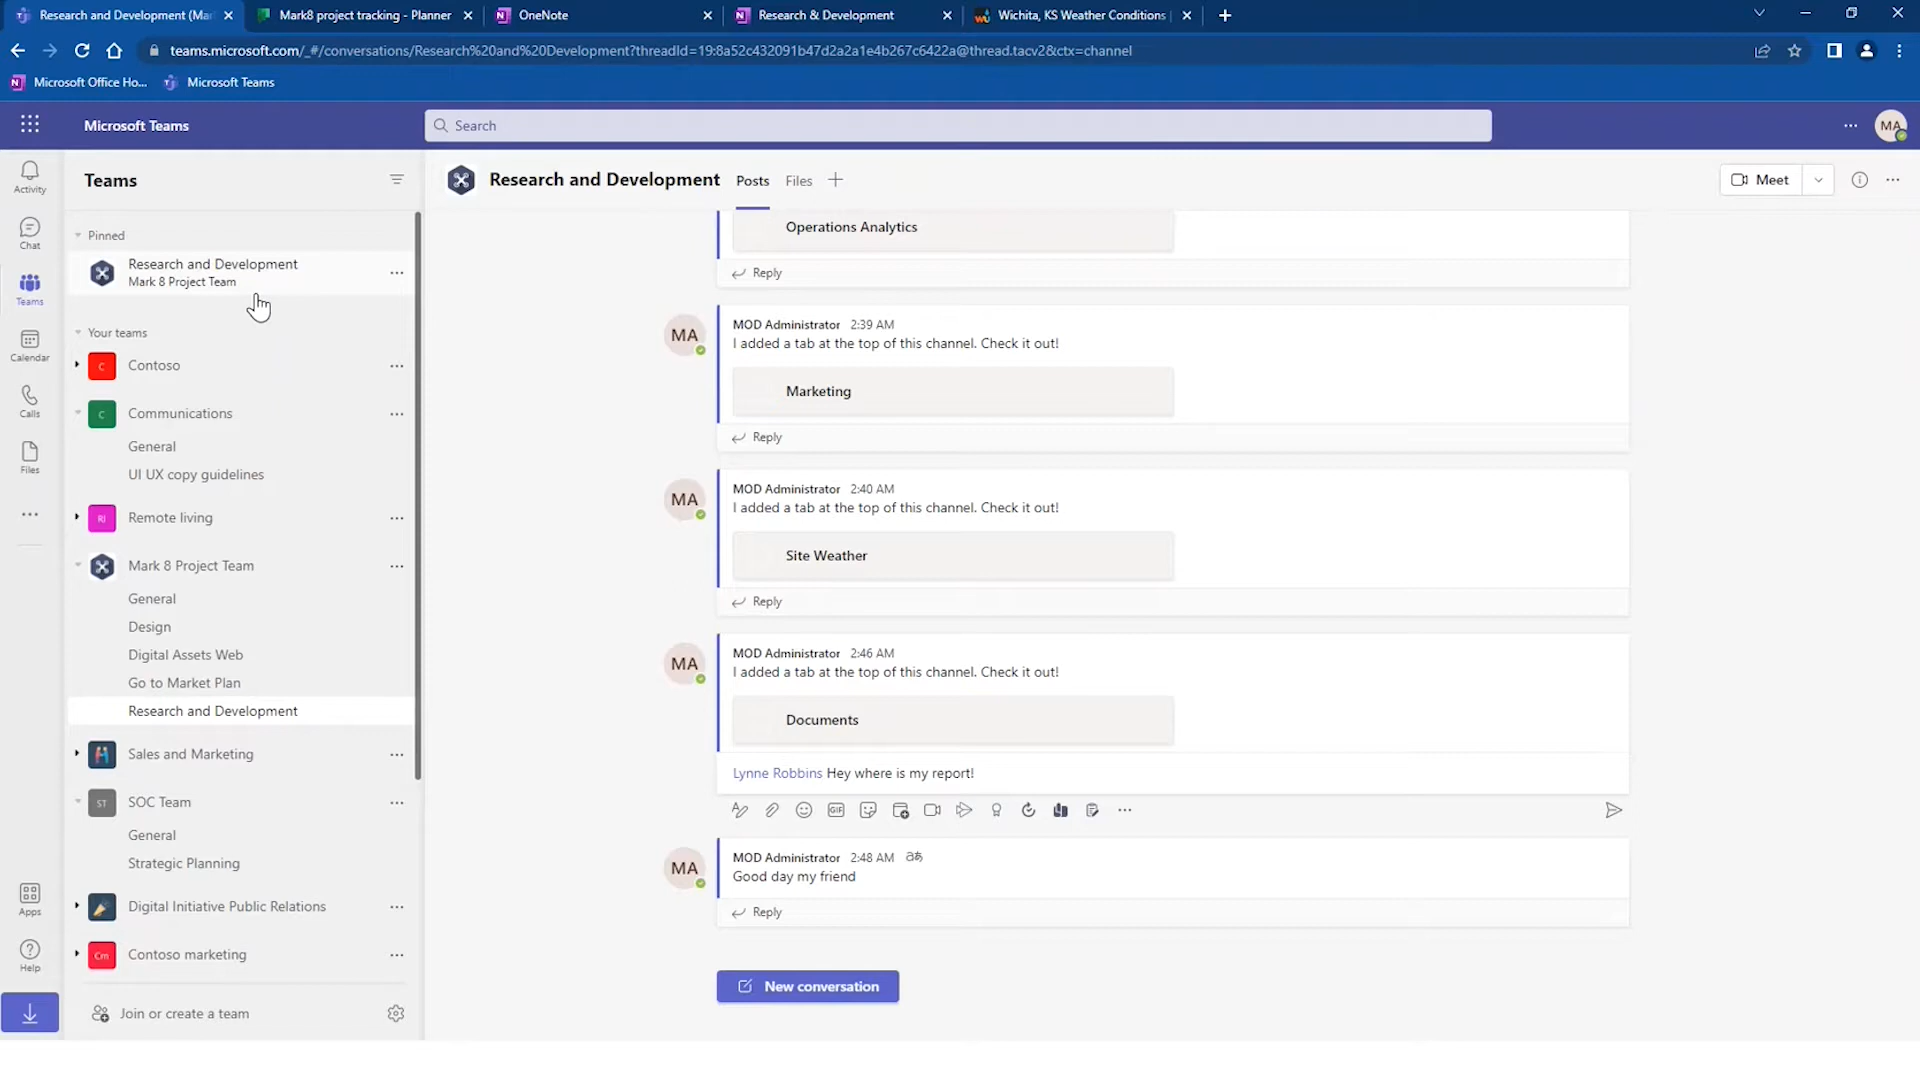 Research and Development (Mar
Mark8 project tracking - Planner
OneNote
Research & Development
Wichita, KS Weather Conditions
teams.microsoft.com/_#/conversations/Research%20and%20Development?threadId=19:8a52c432091b47d2a2a1e4b267c6422a@thread.tacv2&ctx=channel
Microsoft Office Ho...
Microsoft Teams
Microsoft Teams
Search
MA
Activity
Chat
Teams
Calendar
Calls
Files
Apps
Help
Teams
Pinned
Research and Development
Mark 8 Project Team
Your teams
C
Contoso
C
Communications
General
UI UX copy guidelines
Rl
Remote living
Mark 8 Project Team
General
Design
Digital Assets Web
Go to Market Plan
Research and Development
Sales and Marketing
ST
SOC Team
General
Strategic Planning
Digital Initiative Public Relations
Cm
Contoso marketing
Join or create a team
Research and Development
Posts
Files
Meet
Operations Analytics
Reply
MA
MOD Administrator 2:39 AM
I added a tab at the top of this channel. Check it out!
Marketing
Reply
MA
MOD Administrator 2:40 AM
I added a tab at the top of this channel. Check it out!
Site Weather
Reply
MA
MOD Administrator 2:46 AM
I added a tab at the top of this channel. Check it out!
Documents
Lynne Robbins Hey where is my report!
GIF
MA
MOD Administrator 2:48 AM
Good day my friend
Reply
New conversation